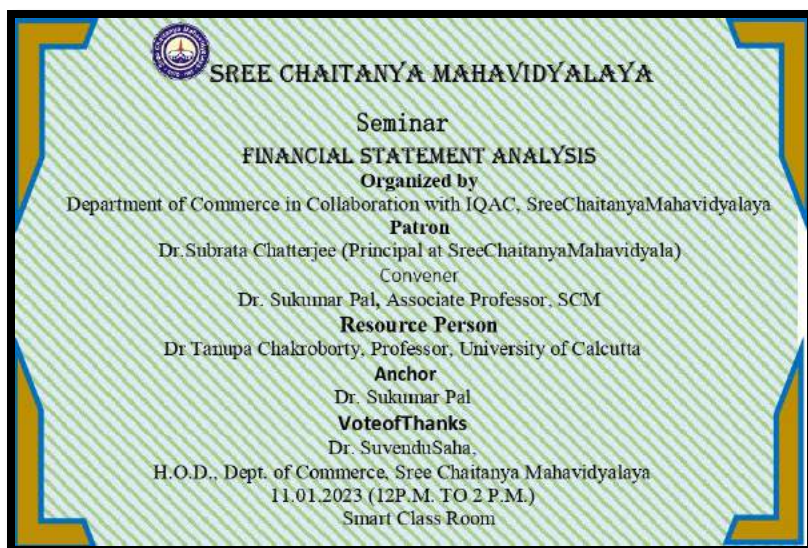 SREE CHAITANYA MAHAVIDYALAYA
Seminar
FINANCIAL STATEMENT ANALYSIS
Organized by
Department of Commerce in Collaboration with IQAC, SreeChaitanyaMahavidyalaya
Patron
Dr.Subrata Chatterjee (Principal at SreeChaitanyaMahavidyala)
Convener
Dr. Sukumar Pal, Associate Professor, SCM
Resource Person
Dr Tanupa Chakroborty, Professor, University of Calcutta
Anchor
Dr. Sukumar Pal
VoteofThanks
Dr. SuvenduSaha,
H.O.D., Dept. of Commerce, Sree Chaitanya Mahavidyalaya
11.01.2023 (12P.M. TO 2 P.M.)
Smart Class Room